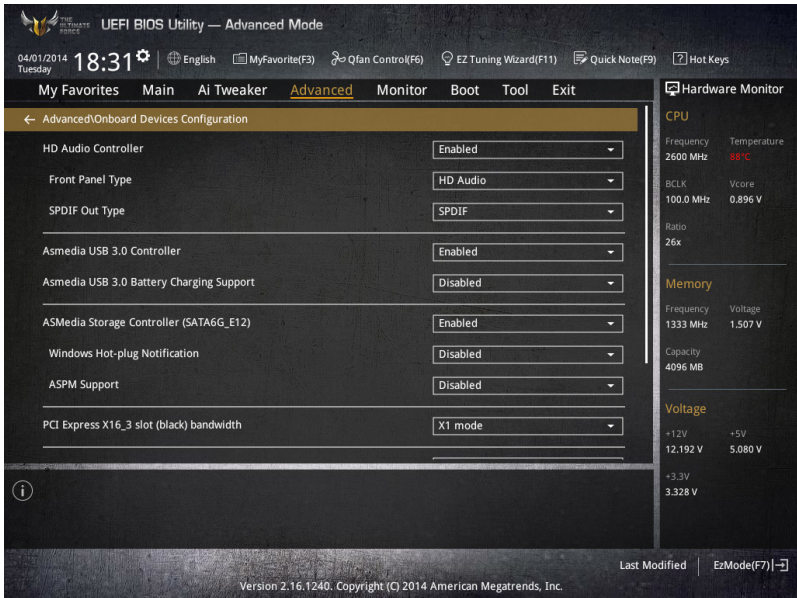 THE ULTIMATE FORCE
UEFI BIOS Utility — Advanced Mode
04/01/2014
Tuesday
18:31
English
MyFavorite(F3)
Qfan Control(F6)
EZ Tuning Wizard(F11)
Quick Note(F9)
? Hot Keys
My Favorites
Main
Ai Tweaker
Advanced
Monitor
Boot
Tool
Exit
Hardware Monitor
← Advanced\Onboard Devices Configuration
HD Audio Controller Enabled
Front Panel Type HD Audio
SPDIF Out Type SPDIF
Asmedia USB 3.0 Controller Enabled
Asmedia USB 3.0 Battery Charging Support Disabled
ASMedia Storage Controller (SATA6G_E12) Enabled
Windows Hot-plug Notification Disabled
ASPM Support Disabled
PCI Express X16_3 slot (black) bandwidth X1 mode
CPU
Frequency Temperature
2600 MHz 38°C
BCLK Vcore
100.0 MHz 0.896 V
Ratio
26x
Memory
Frequency Voltage
1333 MHz 1.507 V
Capacity
4096 MB
Voltage
+12V +5V
12.192 V 5.080 V
+3.3V
3.328 V
Last Modified
EzMode(F7)
Version 2.16.1240. Copyright (C) 2014 American Megatrends, Inc.